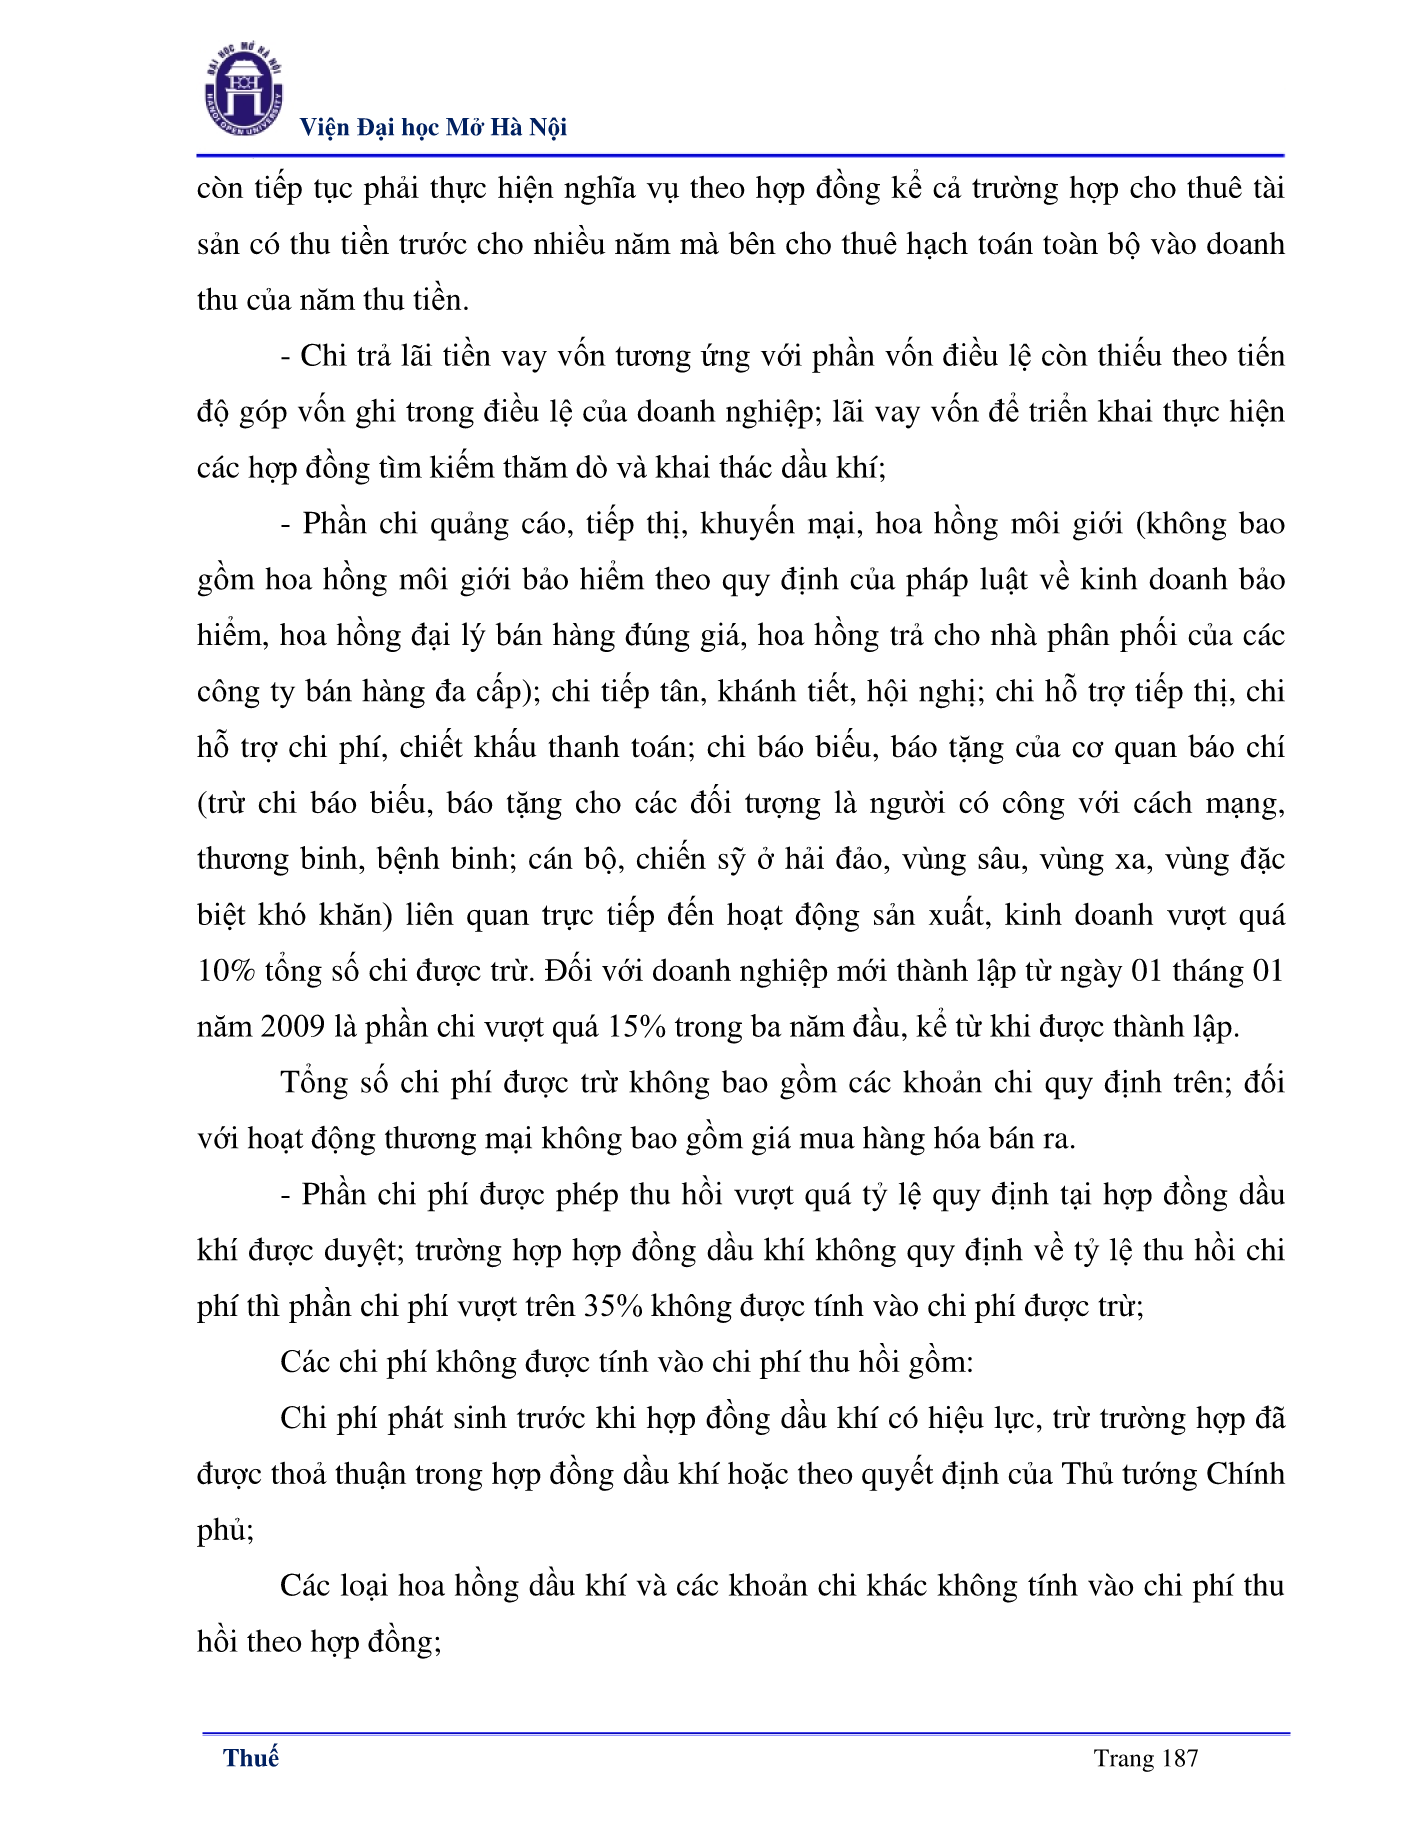 ĐẠI HỌC MỞ HÀ NỘI
HANOI OPEN UNIVERSITY
Viện Đại học Mở Hà Nội
còn tiếp tục phải thực hiện nghĩa vụ theo hợp đồng kể cả trường hợp cho thuê tài
sản có thu tiền trước cho nhiều năm mà bên cho thuê hạch toán toàn bộ vào doanh
thu của năm thu tiền.
- Chi trả lãi tiền vay vốn tương ứng với phần vốn điều lệ còn thiếu theo tiến
độ góp vốn ghi trong điều lệ của doanh nghiệp; lãi vay vốn để triển khai thực hiện
các hợp đồng tìm kiếm thăm dò và khai thác dầu khí;
- Phần chi quảng cáo, tiếp thị, khuyến mại, hoa hồng môi giới (không bao
gồm hoa hồng môi giới bảo hiểm theo quy định của pháp luật về kinh doanh bảo
hiểm, hoa hồng đại lý bán hàng đúng giá, hoa hồng trả cho nhà phân phối của các
công ty bán hàng đa cấp); chi tiếp tân, khánh tiết, hội nghị; chi hỗ trợ tiếp thị, chi
hỗ trợ chi phí, chiết khấu thanh toán; chi báo biếu, báo tặng của cơ quan báo chí
(trừ chi báo biếu, báo tặng cho các đối tượng là người có công với cách mạng,
thương binh, bệnh binh; cán bộ, chiến sỹ ở hải đảo, vùng sâu, vùng xa, vùng đặc
biệt khó khăn) liên quan trực tiếp đến hoạt động sản xuất, kinh doanh vượt quá
10% tổng số chi được trừ. Đối với doanh nghiệp mới thành lập từ ngày 01 tháng 01
năm 2009 là phần chi vượt quá 15% trong ba năm đầu, kể từ khi được thành lập.
Tổng số chi phí được trừ không bao gồm các khoản chi quy định trên; đối
với hoạt động thương mại không bao gồm giá mua hàng hóa bán ra.
- Phần chi phí được phép thu hồi vượt quá tỷ lệ quy định tại hợp đồng dầu
khí được duyệt; trường hợp hợp đồng dầu khí không quy định về tỷ lệ thu hồi chi
phí thì phần chi phí vượt trên 35% không được tính vào chi phí được trừ;
Các chi phí không được tính vào chi phí thu hồi gồm:
Chi phí phát sinh trước khi hợp đồng dầu khí có hiệu lực, trừ trường hợp đã
được thoả thuận trong hợp đồng dầu khí hoặc theo quyết định của Thủ tướng Chính
phủ;
Các loại hoa hồng dầu khí và các khoản chi khác không tính vào chi phí thu
hồi theo hợp đồng;
Thuế
Trang 187